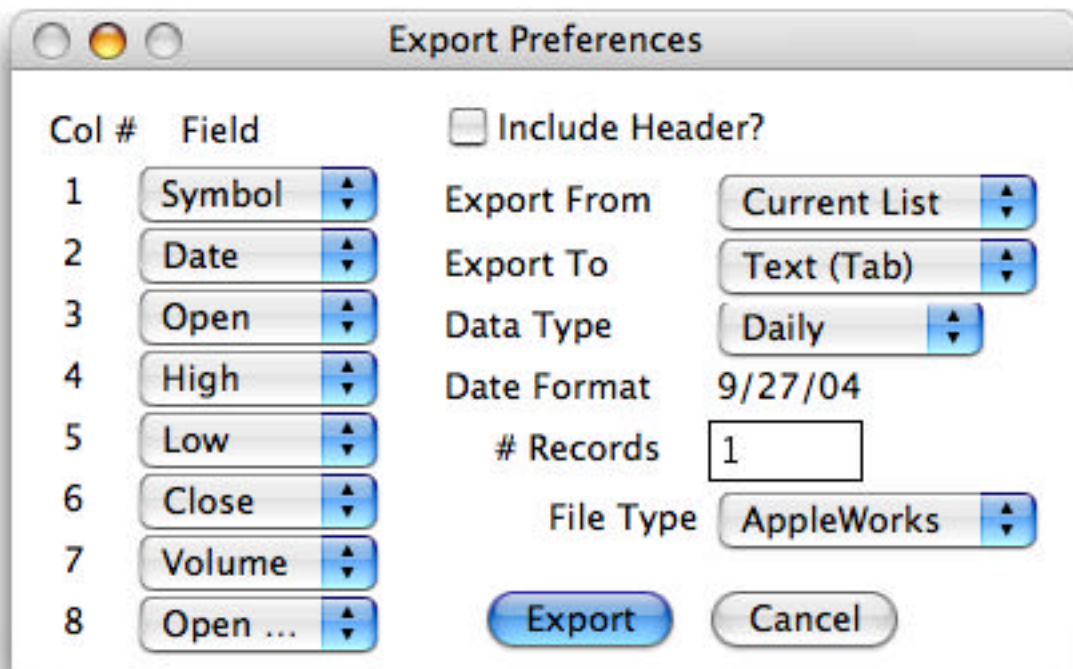 Export Preferences
Col # Field
1 Symbol
2 Date
3 Open
4 High
5 Low
6 Close
7 Volume
8 Open ...
Include Header?
Export From Current List
Export To Text (Tab)
Data Type Daily
Date Format 9/27/04
# Records 1
File Type AppleWorks
Export Cancel